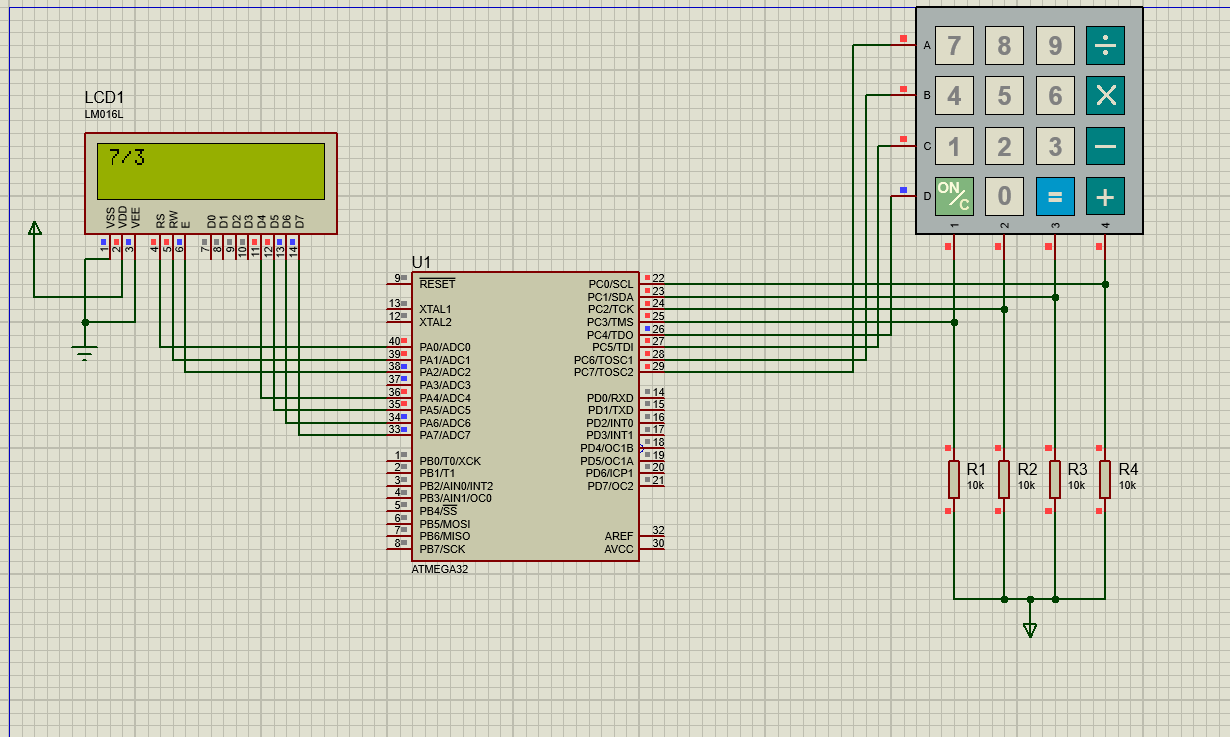 LCD1
LM016L
7/3
VSS VDD VEE RS RW E D0 D1 D2 D3 D4 D5 D6 D7
1 2 3 4 5 6 7 8 9 10 11 12 13 14
7 8 9 ÷
4 5 6 ×
1 2 3 −
ON/C 0 = +
A
B
C
D
1 2 3 4
U1
9 RESET PC0/SCL 22
PC1/SDA 23
13 XTAL1 PC2/TCK 24
12 XTAL2 PC3/TMS 25
PC4/TDO 26
40 PA0/ADC0 PC5/TDI 27
39 PA1/ADC1 PC6/TOSC1 28
38 PA2/ADC2 PC7/TOSC2 29
37 PA3/ADC3
36 PA4/ADC4 PD0/RXD 14
35 PA5/ADC5 PD1/TXD 15
34 PA6/ADC6 PD2/INT0 16
33 PA7/ADC7 PD3/INT1 17
PD4/OC1B 18
1 PB0/T0/XCK PD5/OC1A 19
2 PB1/T1 PD6/ICP1 20
3 PB2/AIN0/INT2 PD7/OC2 21
4 PB3/AIN1/OC0
5 PB4/SS
6 PB5/MOSI
7 PB6/MISO AREF 32
8 PB7/SCK AVCC 30
ATMEGA32
R1 R2 R3 R4
10k 10k 10k 10k